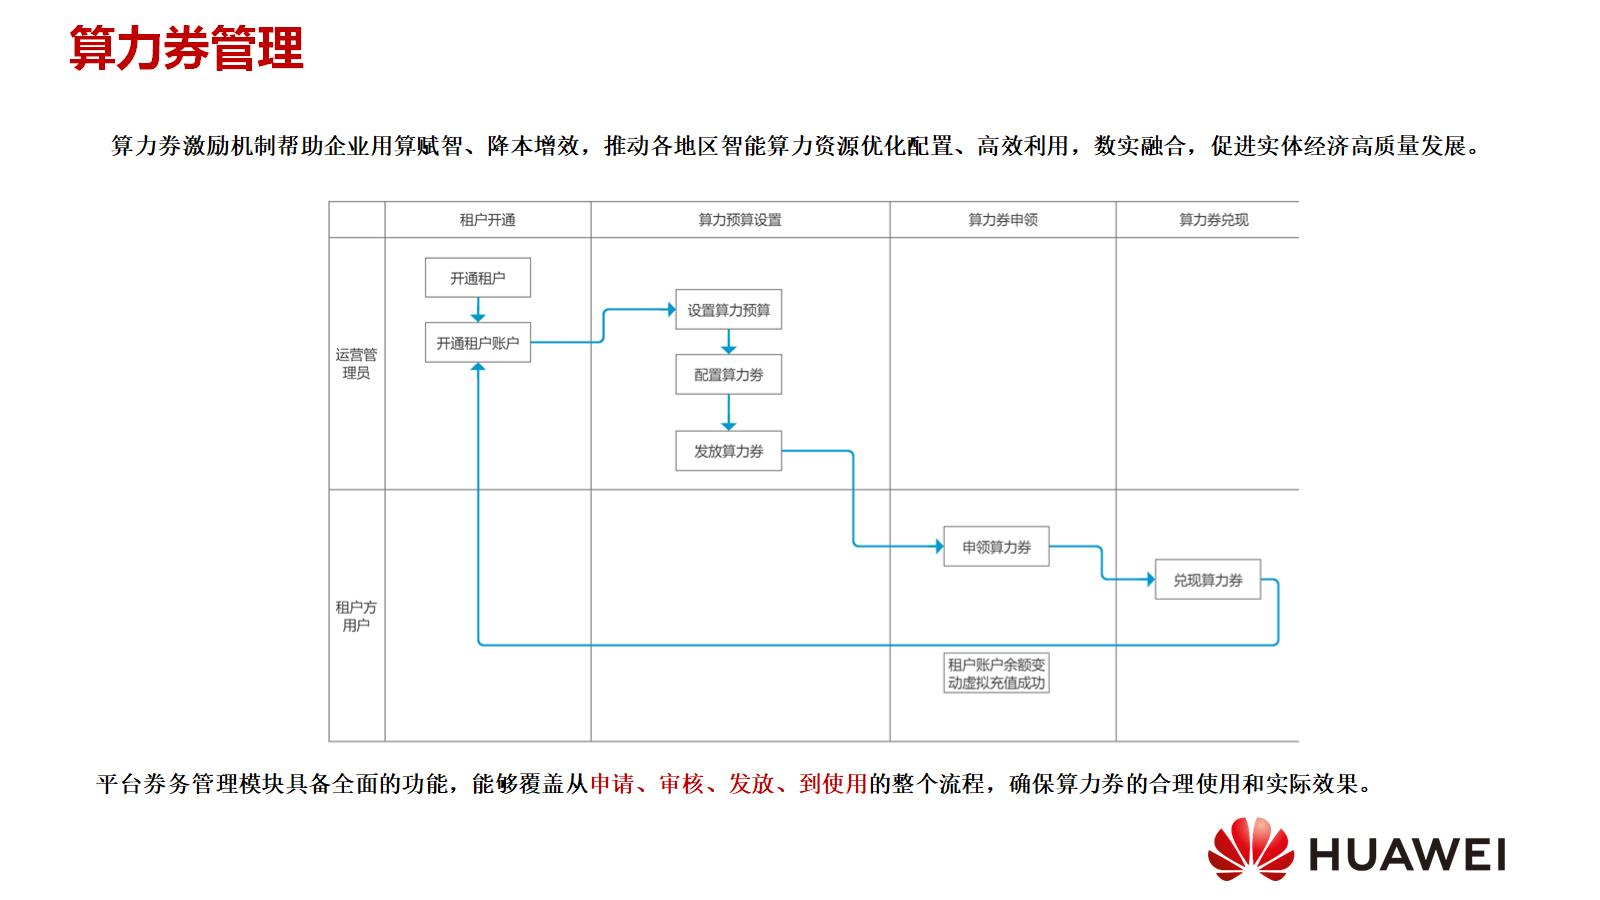 算力券管理
算力券激励机制帮助企业用算赋智、降本增效，推动各地区智能算力资源优化配置、高效利用，数实融合，促进实体经济高质量发展。
租户开通
算力预算设置
算力券申领
算力券兑现
运营管
理员
开通租户
开通租户账户
设置算力预算
配置算力劵
发放算力券
租户方
用户
申领算力券
兑现算力券
租户账户余额变
动虚拟充值成功
平台券务管理模块具备全面的功能，能够覆盖从申请、审核、发放、到使用的整个流程，确保算力券的合理使用和实际效果。
HUAWEI